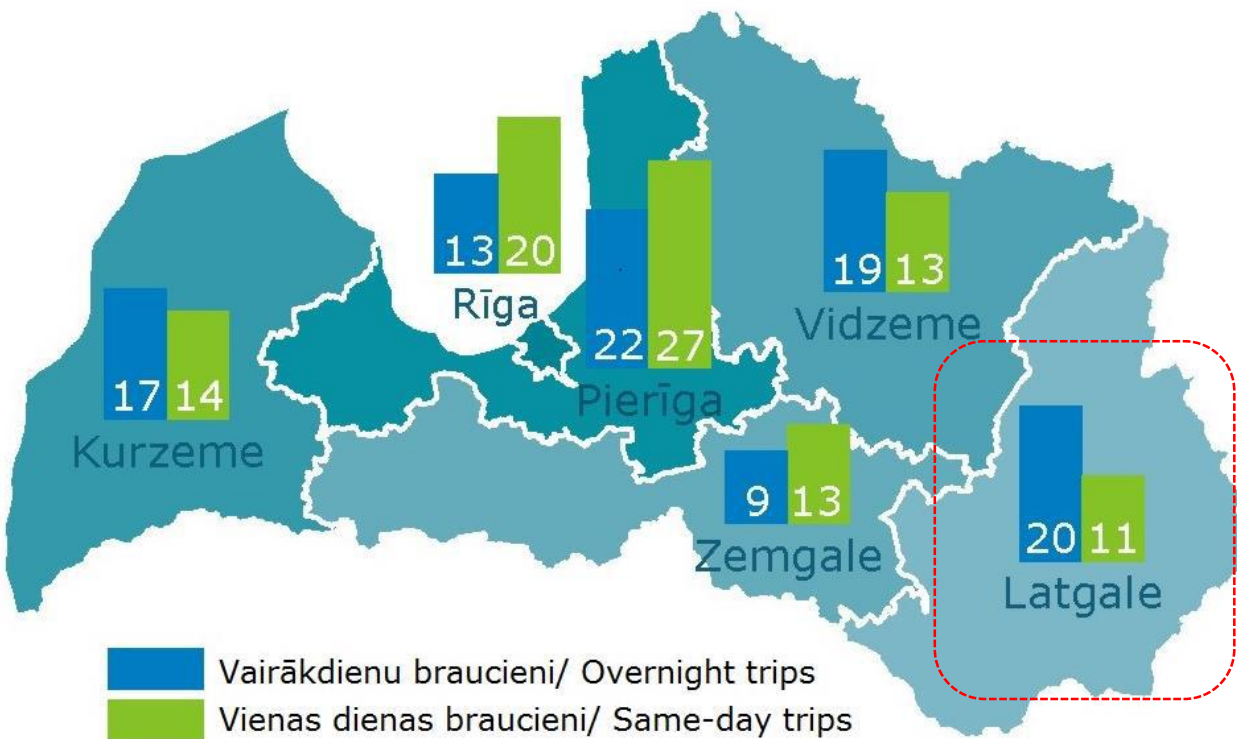 13 20
Rīga
22 27
Pierīga
19 13
Vidzeme
17 14
Kurzeme
9 13
Zemgale
20 11
Latgale
Vairākdienu braucieni/ Overnight trips
Vienas dienas braucieni/ Same-day trips